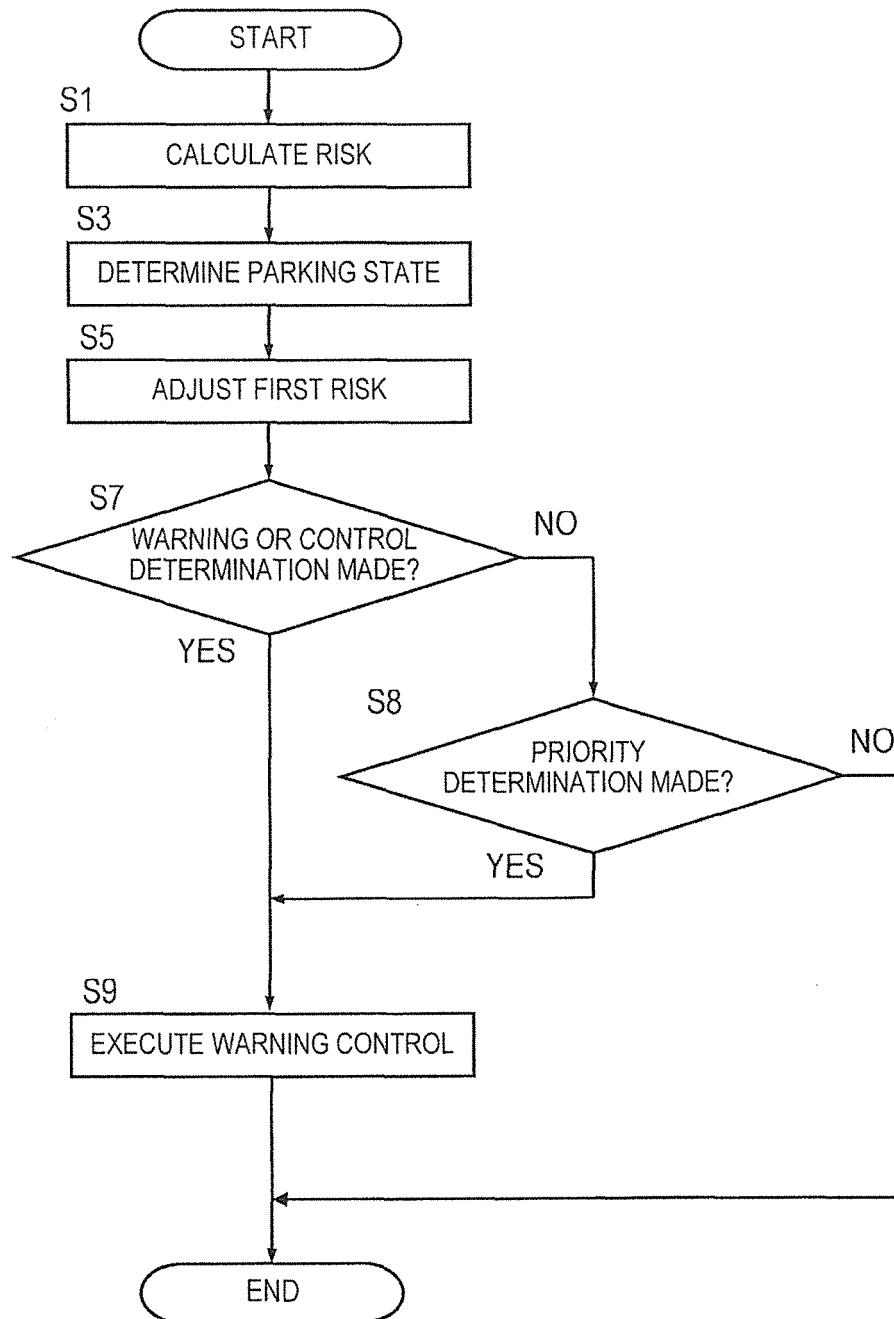 START
S1
CALCULATE RISK
S3
DETERMINE PARKING STATE
S5
ADJUST FIRST RISK
S7
WARNING OR CONTROL
DETERMINATION MADE?
NO
YES
S8
PRIORITY
DETERMINATION MADE?
NO
YES
S9
EXECUTE WARNING CONTROL
END